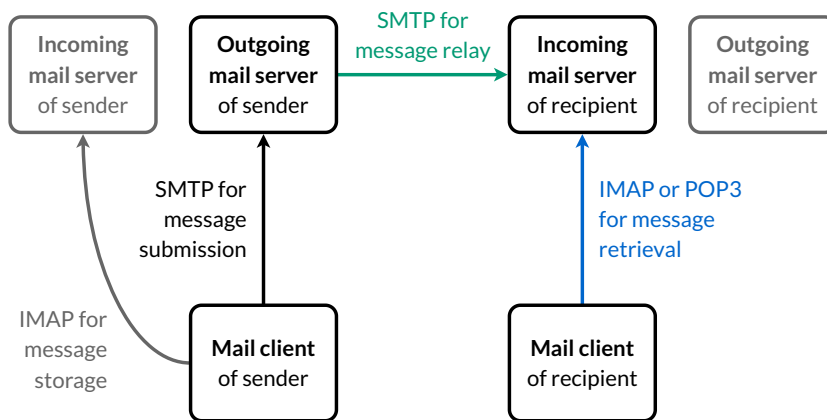 SMTP for
message relay
Incoming
mail server
of sender
Outgoing
mail server
of sender
Incoming
mail server
of recipient
Outgoing
mail server
of recipient
SMTP for
message
submission
IMAP or POP3
for message
retrieval
IMAP for
message
storage
Mail client
of sender
Mail client
of recipient